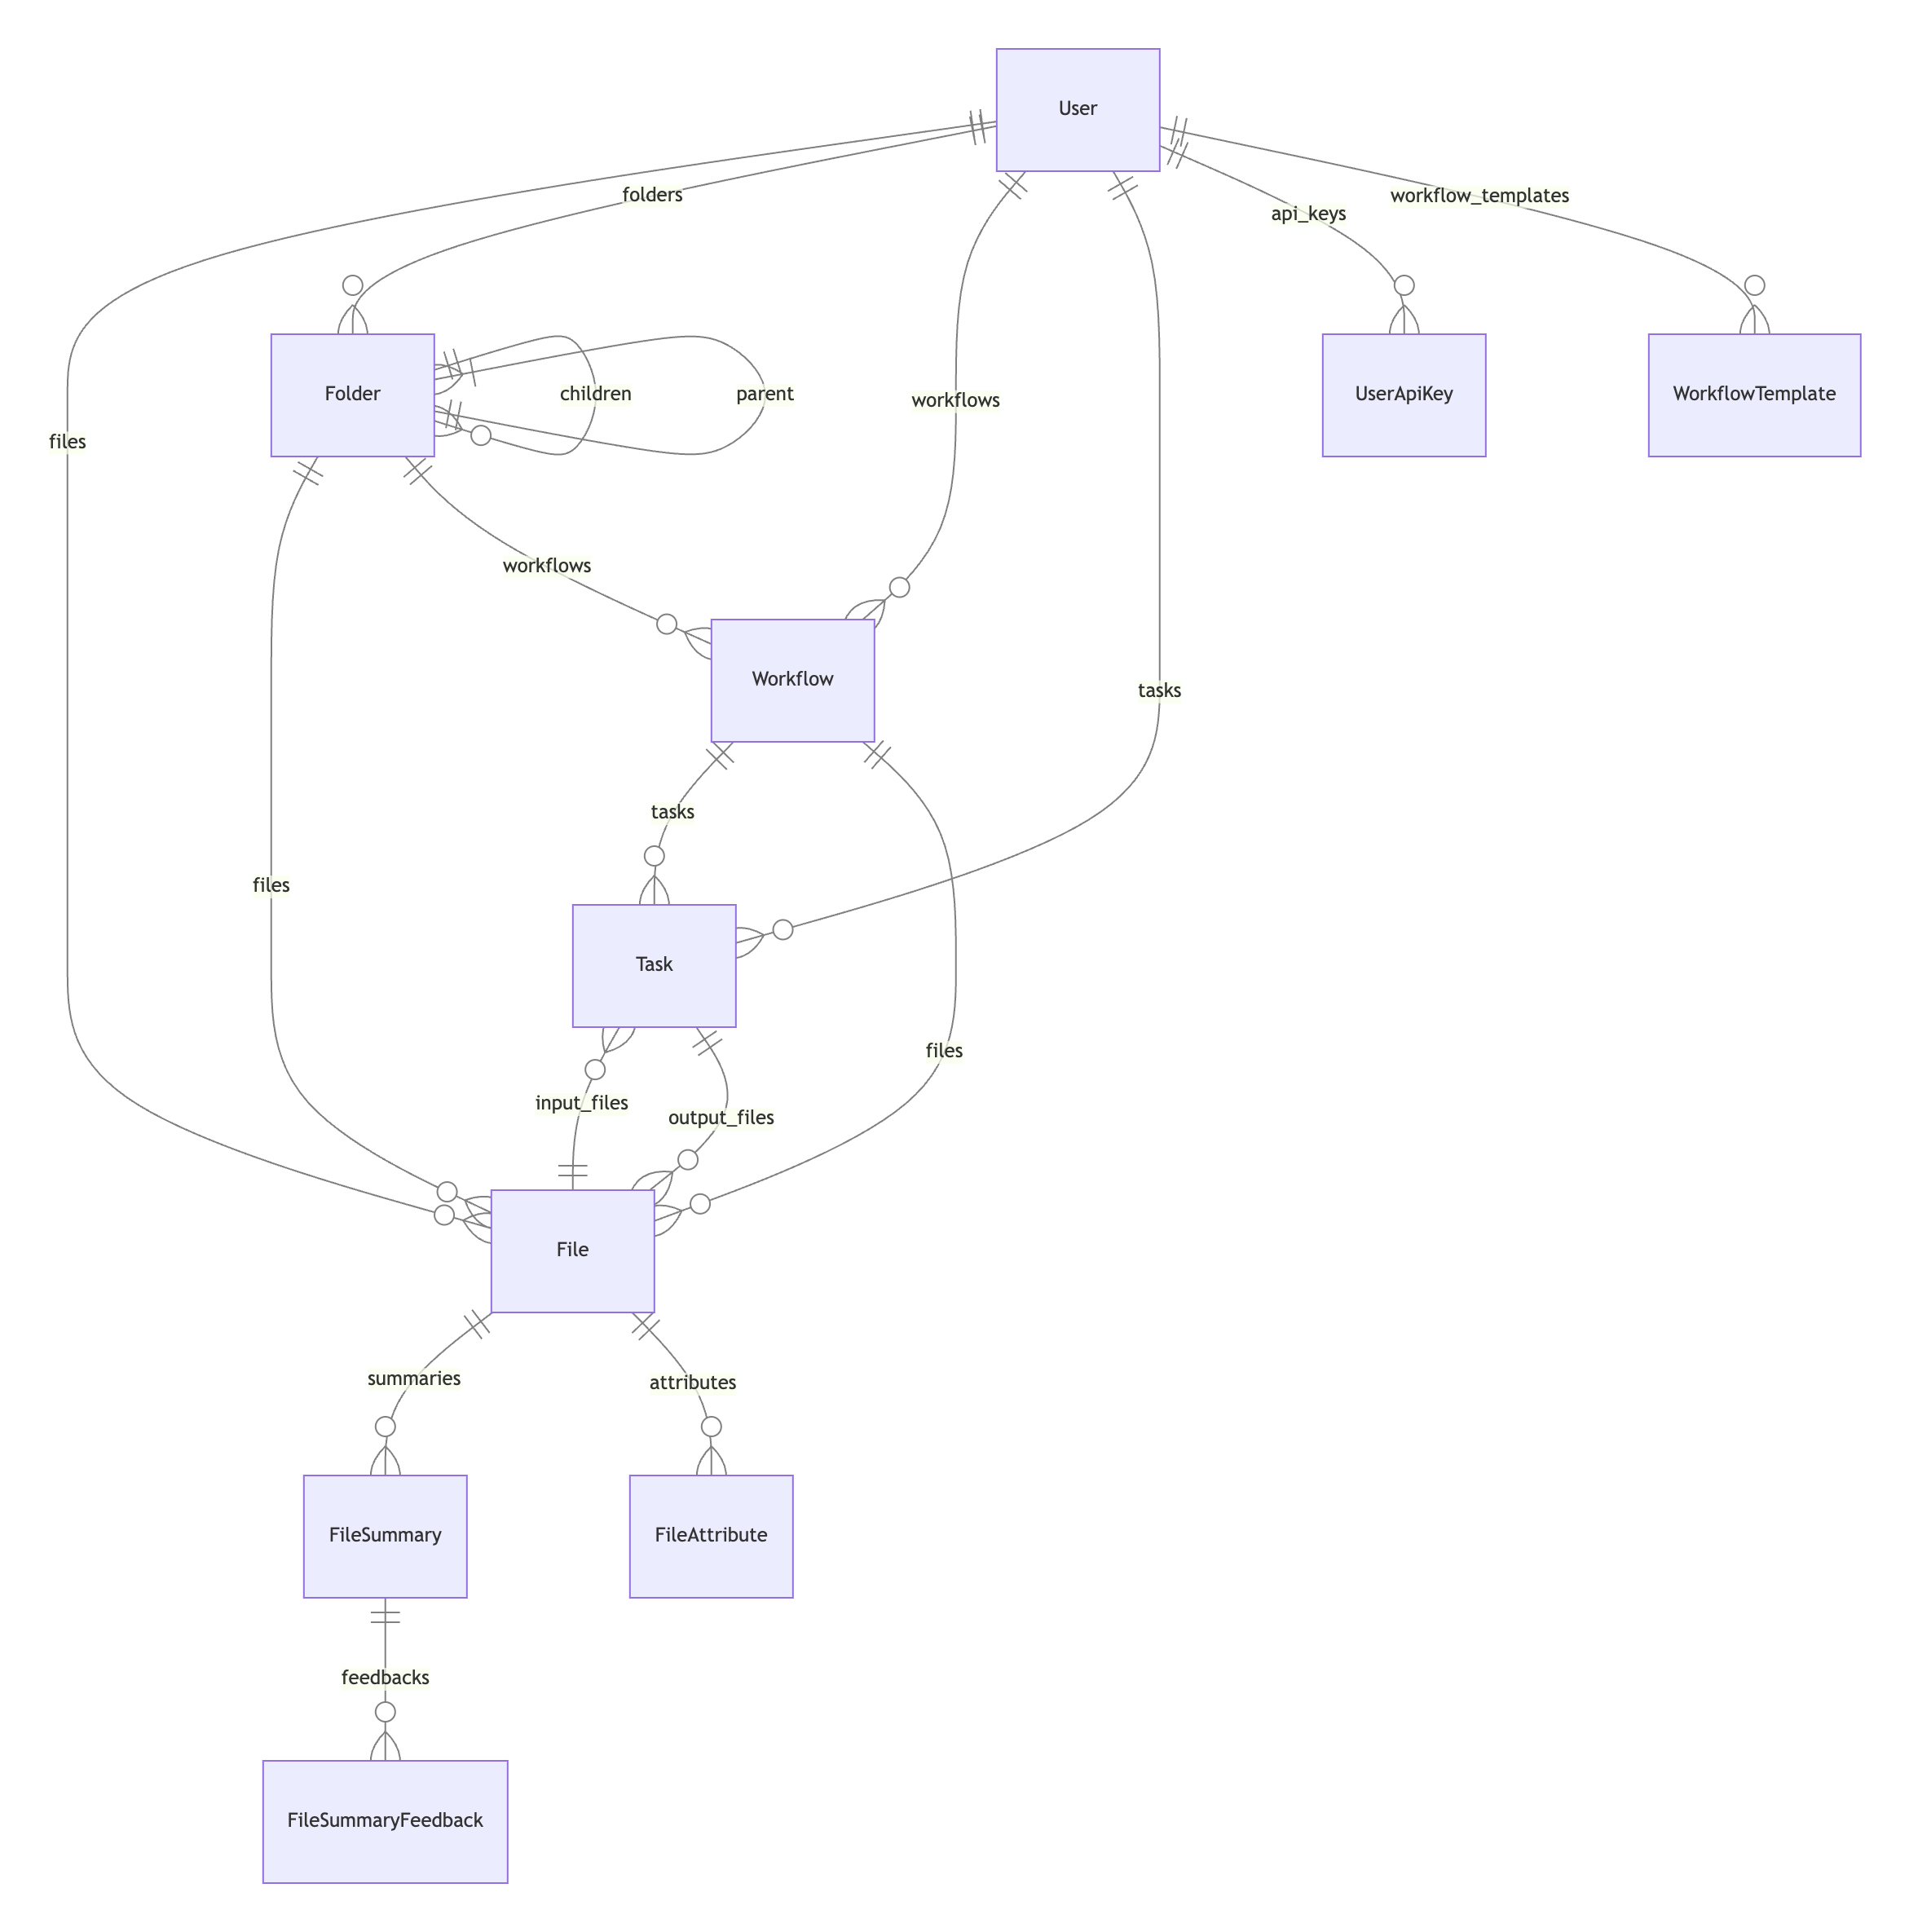 User
folders
workflow_templates
api_keys
Folder
children
parent
workflows
UserApiKey
WorkflowTemplate
files
workflows
Workflow
tasks
tasks
files
Task
files
input_files
output_files
File
summaries
attributes
FileSummary
FileAttribute
feedbacks
FileSummaryFeedback